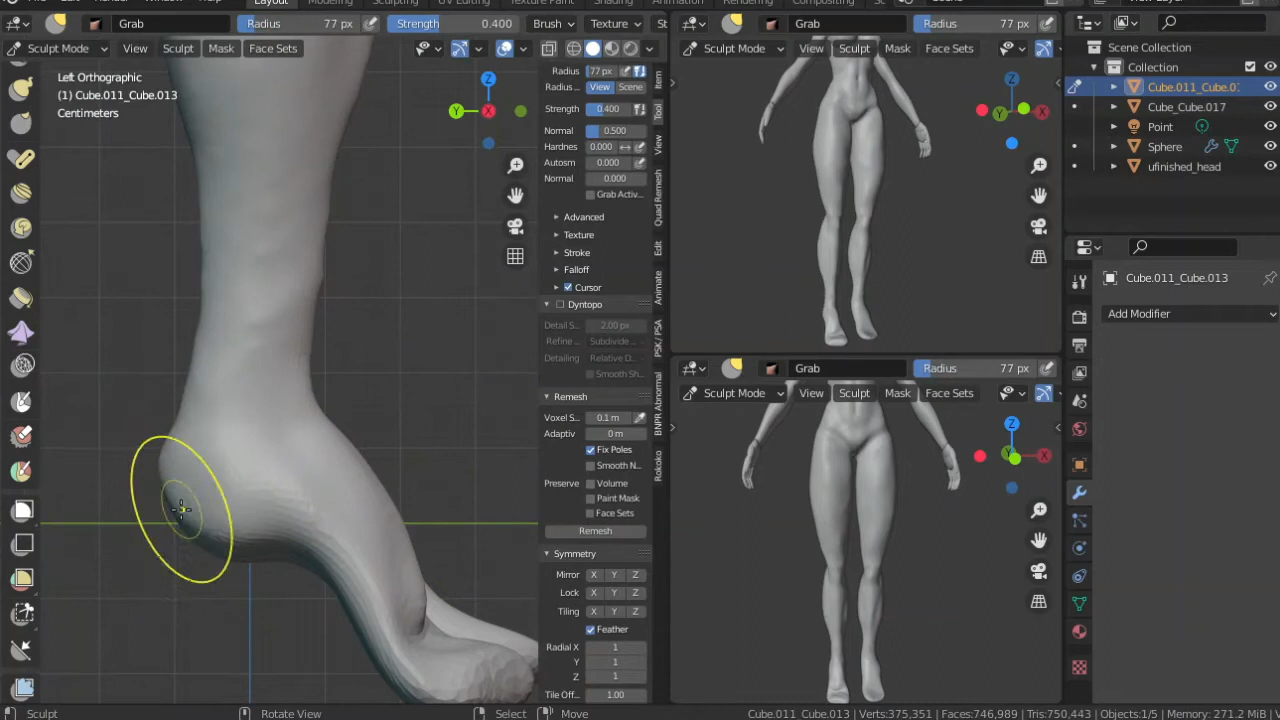 Layout Modeling Sculpting UV Editing Texture Paint Shading Animation Rendering Compositing Scene
Grab Radius 77 px Strength 0.400 Brush Texture
Grab Radius 77 px
Sculpt Mode View Sculpt Mask Face Sets
Sculpt Mode View Sculpt Mask Face Sets
Left Orthographic
(1) Cube.011_Cube.013
Centimeters
Z
Y
X
Radius 77 px
Radius... View Scene
Strength 0.400
Normal 0.500
Hardnes 0.000
Autosm 0.000
Normal 0.000
Grab Activ...
Advanced
Texture
Stroke
Falloff
Cursor
Dyntopo
Detail S... 2.00 px
Refine ... Subdivide...
Detailing Relative D...
Smooth Sh...
Remesh
Voxel S... 0.1 m
Adaptiv 0 m
Fix Poles
Smooth N...
Preserve Volume
Paint Mask
Face Sets
Remesh
Symmetry
Mirror X Y Z
Lock X Y Z
Tiling X Y Z
Feather
Radial X 1
Y 1
Z 1
Tile Off... 1.00
Item
Tool
View
Quad Remesh
Edit
Animate
PSK / PSA
BNPR Abnormal
Rokoko
Z
Y
X
Grab Radius 77 px
Sculpt Mode View Sculpt Mask Face Sets
Z
Y
X
Scene Collection
Collection
Cube.011_Cube.0
Cube_Cube.017
Point
Sphere
ufinished_head
Cube.011_Cube.013
Add Modifier
Sculpt Rotate View Select Move Cube.011_Cube.013 | Verts:375,351 | Faces:746,989 | Tris:750,443 | Objects:1/5 | Memory: 271.2 MiB